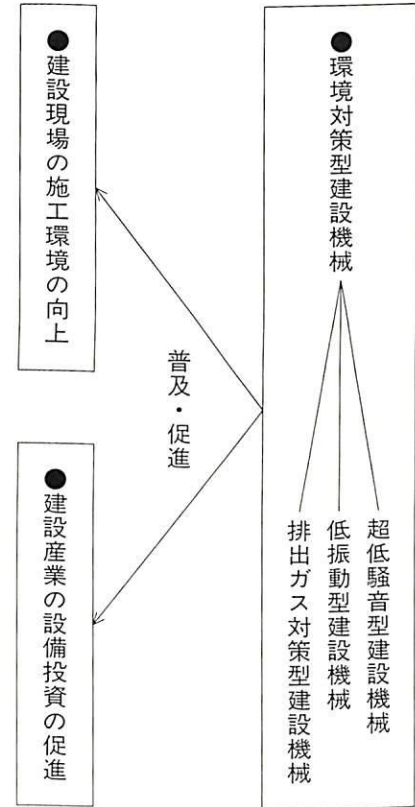 ●環境対策型建設機械
超低騒音型建設機械
低振動型建設機械
排出ガス対策型建設機械
普及・促進
●建設現場の施工環境の向上
●建設産業の設備投資の促進